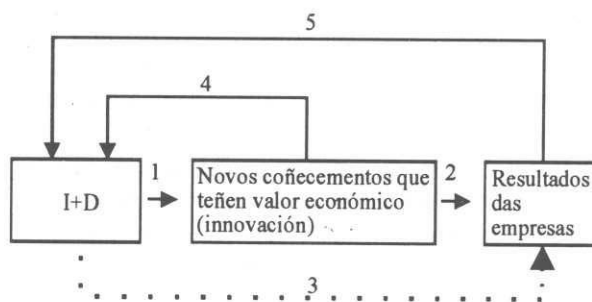 5
4
1
2
I+D
Novos coñecementos que
teñen valor económico
(innovación)
Resultados
das
empresas
3